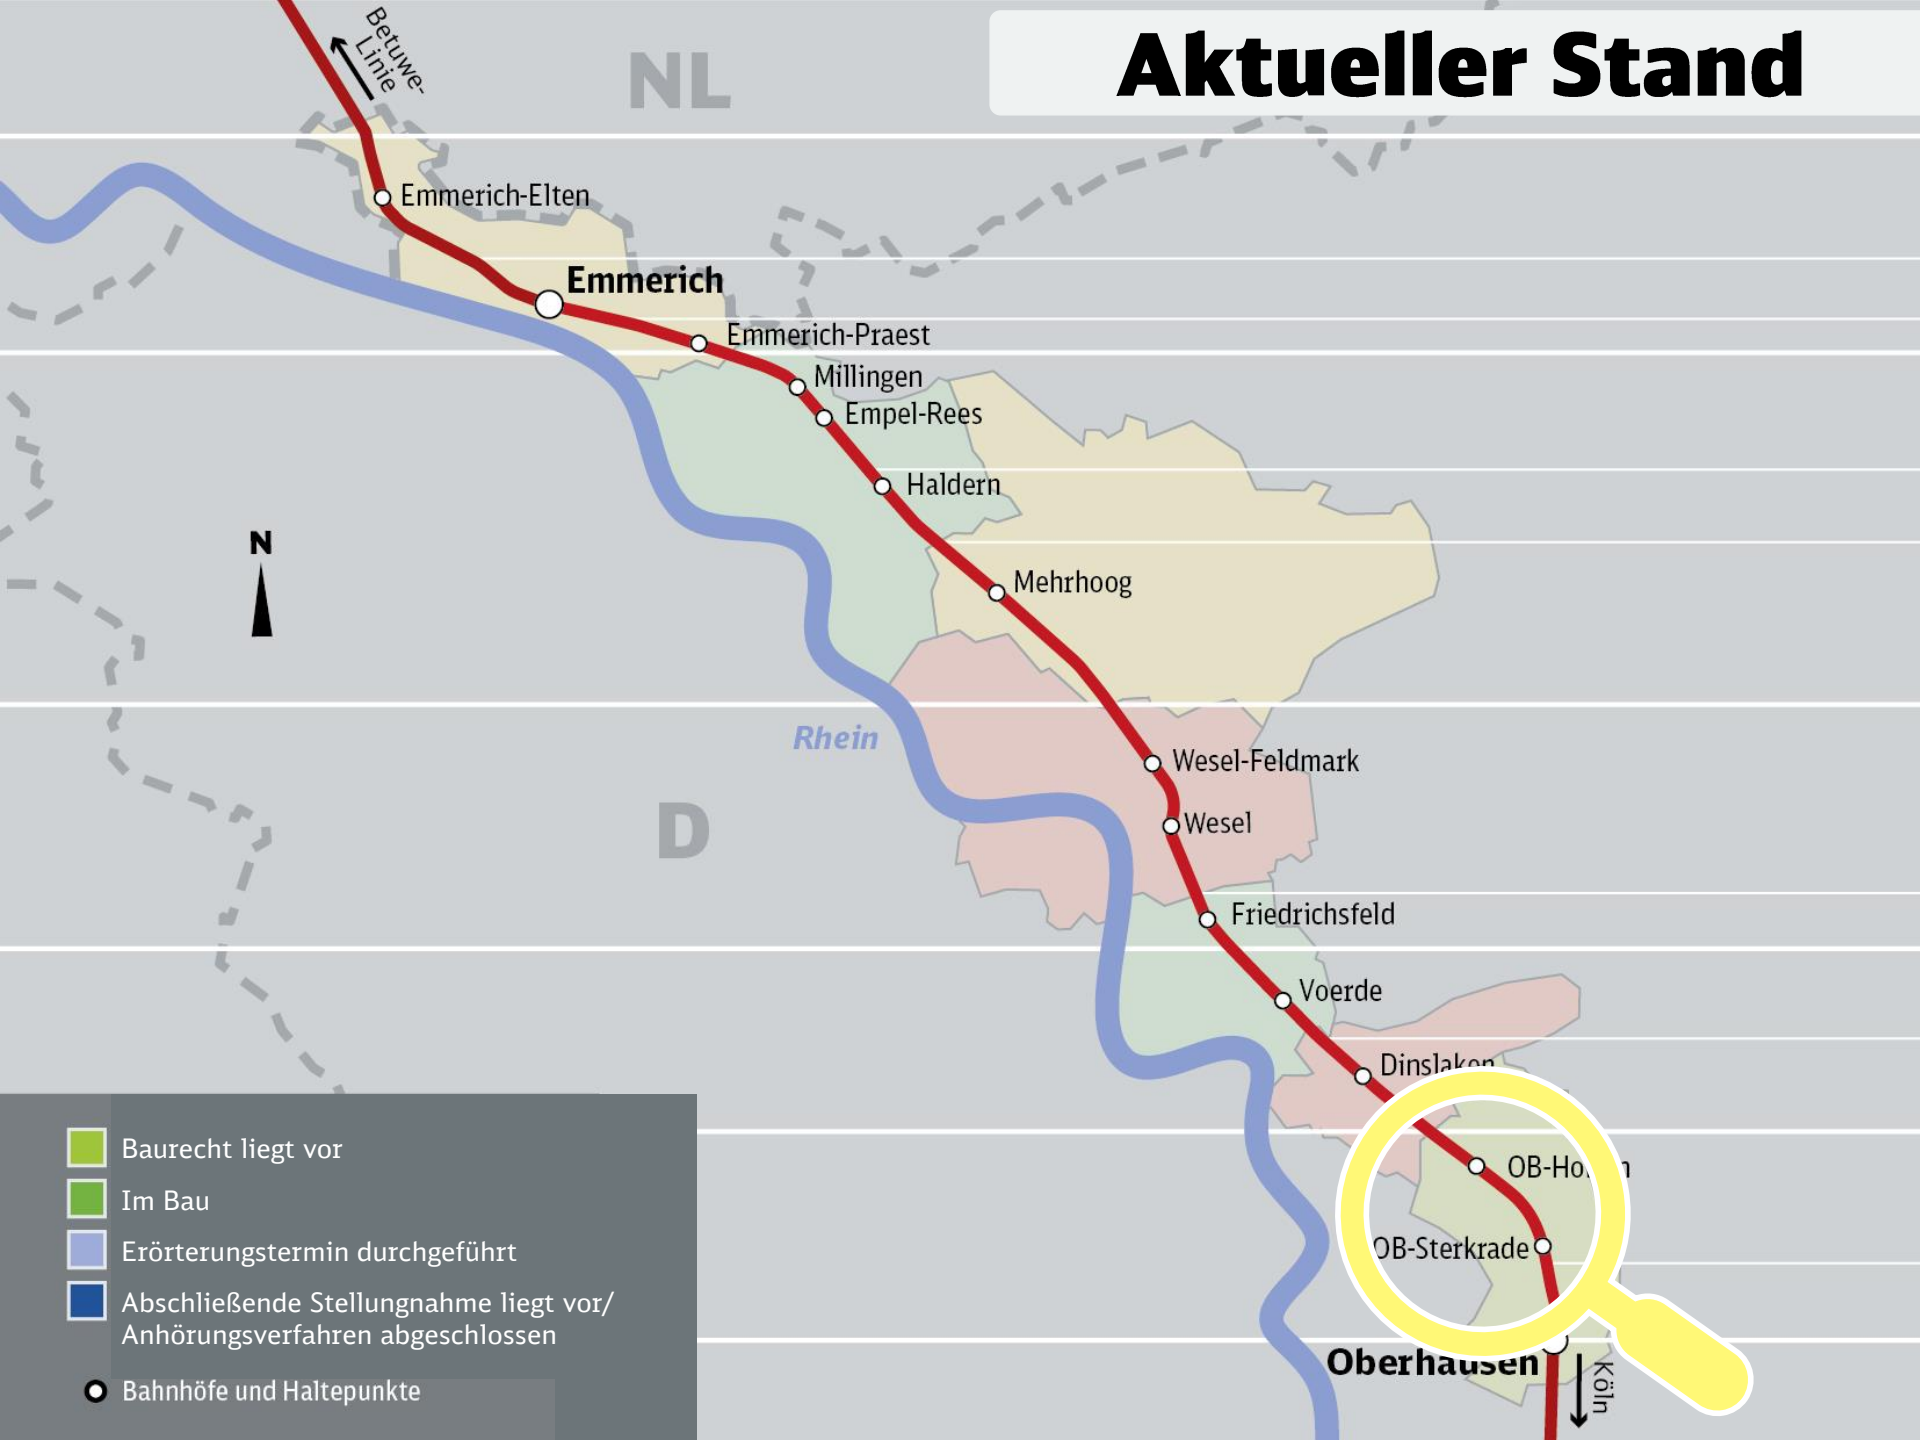 Aktueller Stand
Betuwe-
Linie
NL
Emmerich-Elten
Emmerich
Emmerich-Praest
Millingen
Empel-Rees
Haldern
N
Mehrhoog
Rhein
Wesel-Feldmark
D
Wesel
Friedrichsfeld
Voerde
Dinslaken
OB-Sterkrade
Oberhausen
Köln
Baurecht liegt vor
Im Bau
Erörterungstermin durchgeführt
Abschließende Stellungnahme liegt vor/
Anhörungsverfahren abgeschlossen
Bahnhöfe und Haltepunkte